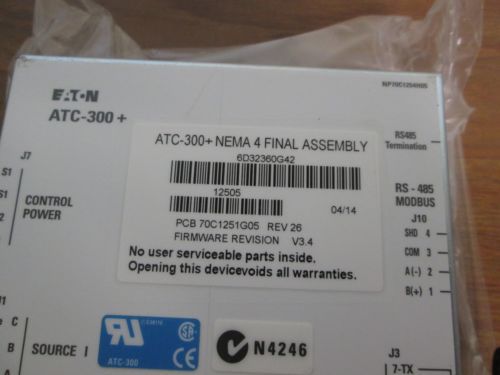 NP70C1254H05
EATON
ATC-300 +
ATC-300+ NEMA 4 FINAL ASSEMBLY
6D32360G42
12505
04/14
PCB 70C1251G05 REV 26
FIRMWARE REVISION V3.4
No user serviceable parts inside.
Opening this devicevoids all warranties.
J7
S1
S1
2
CONTROL
POWER
RS485
Termination
RS - 485
MODBUS
J10
SHD 4
COM 3
A(-) 2
B(+) 1
C
B
A
SOURCE I
ATC-300
CE
N4246
J3
7-TX